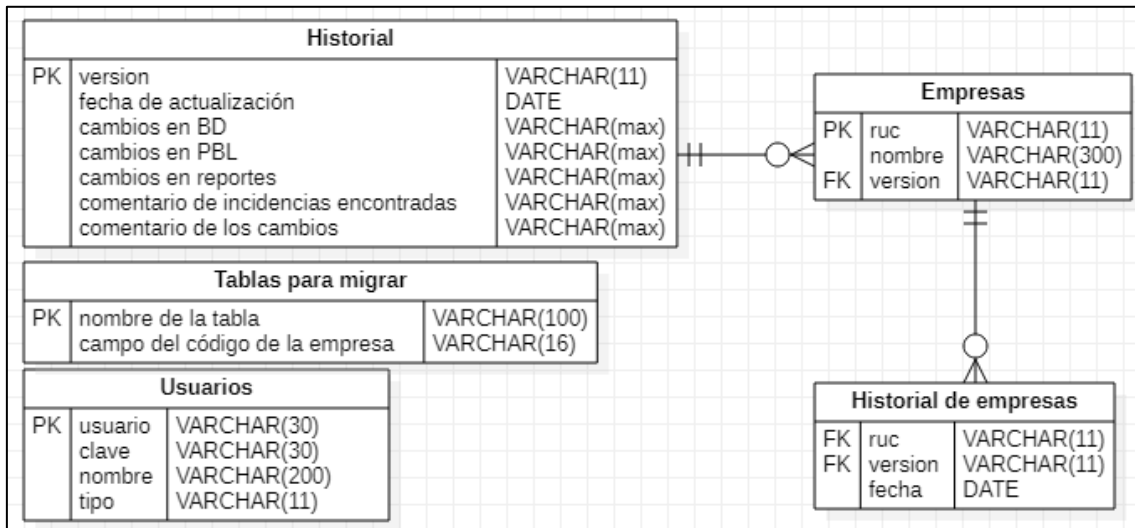 Historial
PK version VARCHAR(11)
fecha de actualización DATE
cambios en BD VARCHAR(max)
cambios en PBL VARCHAR(max)
cambios en reportes VARCHAR(max)
comentario de incidencias encontradas VARCHAR(max)
comentario de los cambios VARCHAR(max)
Empresas
PK ruc VARCHAR(11)
nombre VARCHAR(300)
FK version VARCHAR(11)
Tablas para migrar
PK nombre de la tabla VARCHAR(100)
campo del código de la empresa VARCHAR(16)
Usuarios
PK usuario VARCHAR(30)
clave VARCHAR(30)
nombre VARCHAR(200)
tipo VARCHAR(11)
Historial de empresas
FK ruc VARCHAR(11)
FK version VARCHAR(11)
fecha DATE